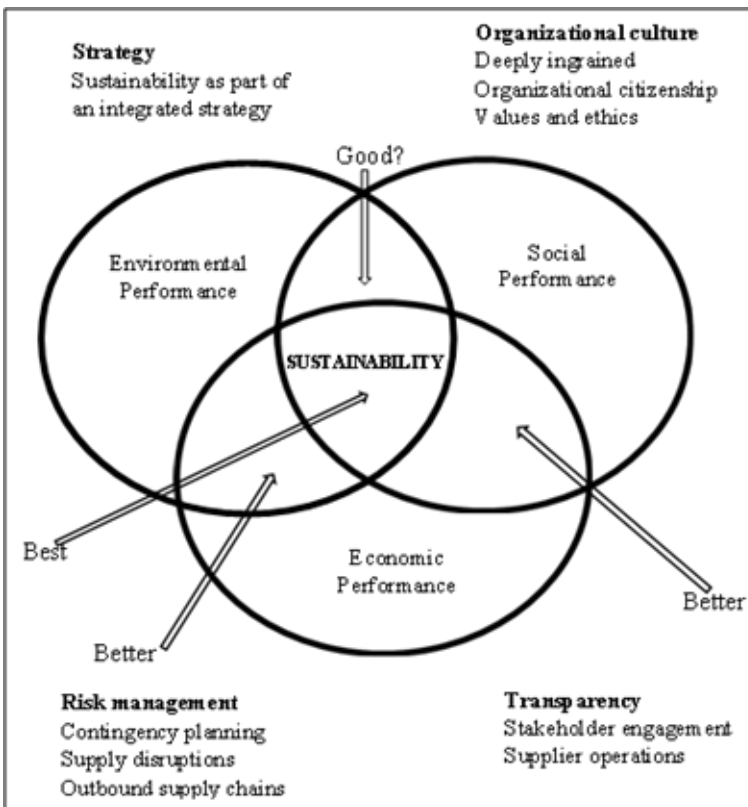 Strategy
Sustainability as part of
an integrated strategy
Organizational culture
Deeply ingrained
Organizational citizenship
Values and ethics
Good?
Environmental
Performance
Social
Performance
SUSTAINABILITY
Best
Economic
Performance
Better
Better
Risk management
Contingency planning
Supply disruptions
Outbound supply chains
Transparency
Stakeholder engagement
Supplier operations